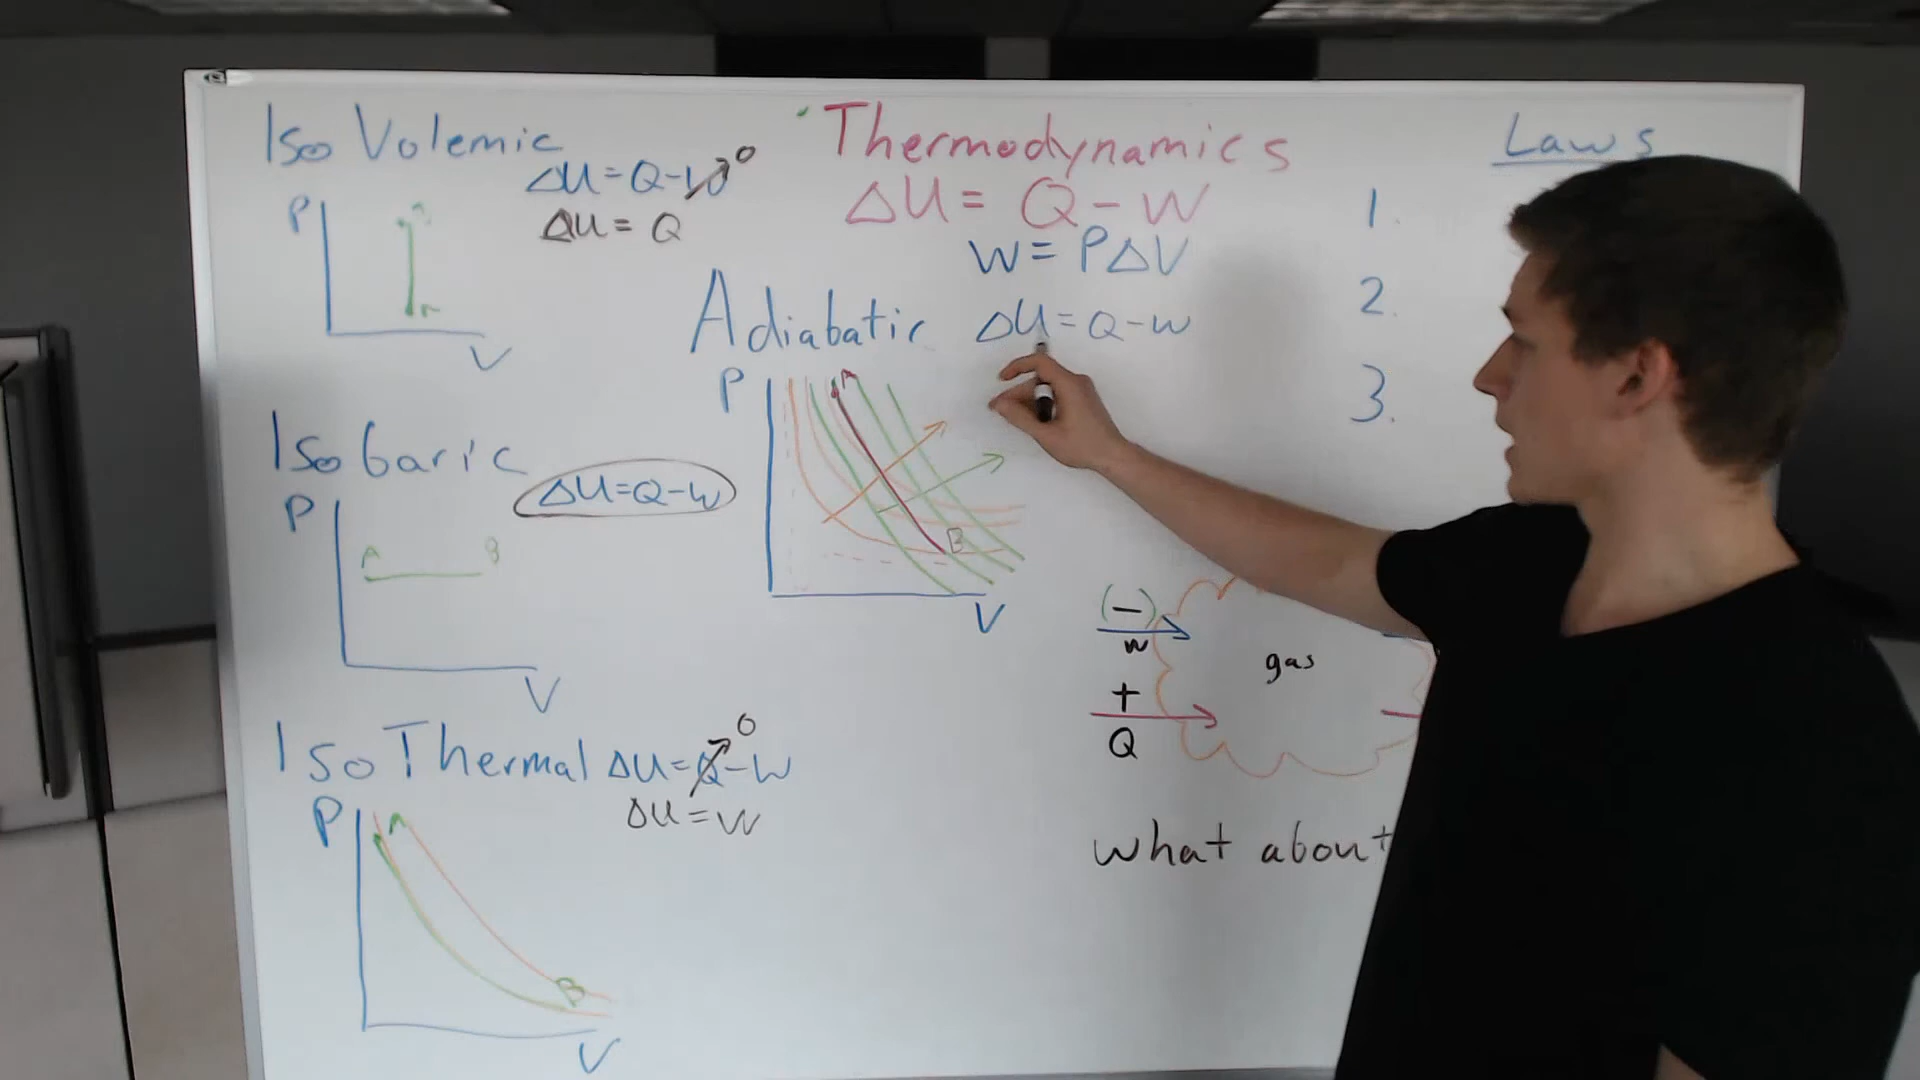 Iso Volemic
ΔU=Q-W 0
ΔU=Q
P
A
V
Iso baric
ΔU=Q-W
P
A B
V
Iso Thermal ΔU=Q-W 0
ΔU=W
P
A
B
V
Thermodynamics
ΔU=Q-W
W=PΔV
Adiabatic ΔU=Q-W
P
A
B
V
Laws
1.
2.
3.
(-)
W
+
Q
gas
what about